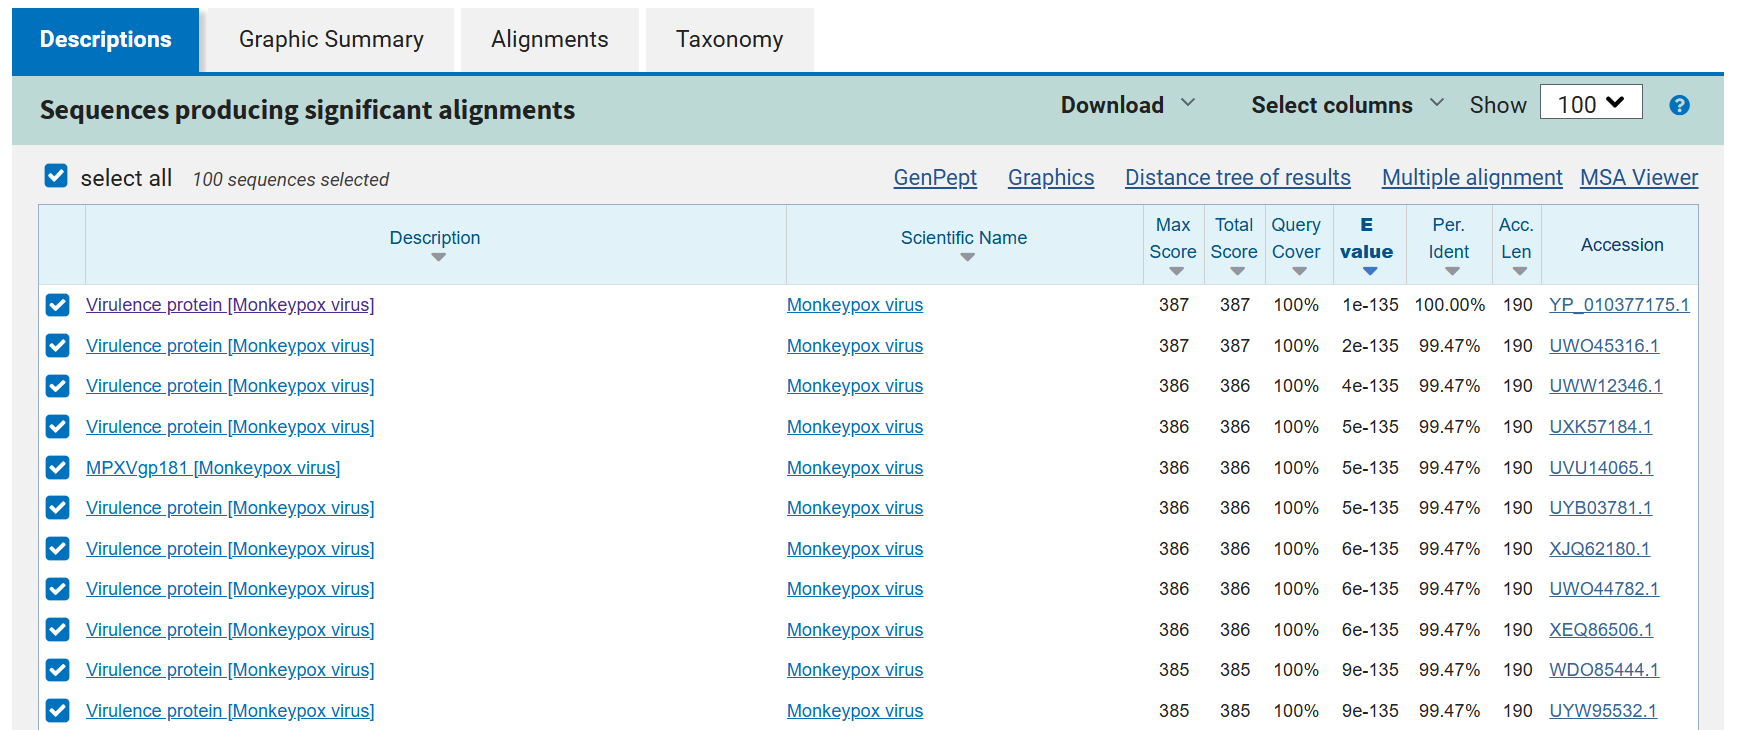 Descriptions Graphic Summary Alignments Taxonomy
Sequences producing significant alignments Download Select columns Show 100 ?
select all 100 sequences selected GenPept Graphics Distance tree of results Multiple alignment MSA Viewer
Description Scientific Name Max Score Total Score Query Cover E value Per. Ident Acc. Len Accession
Virulence protein [Monkeypox virus] Monkeypox virus 387 387 100% 1e-135 100.00% 190 YP_010377175.1
Virulence protein [Monkeypox virus] Monkeypox virus 387 387 100% 2e-135 99.47% 190 UWO45316.1
Virulence protein [Monkeypox virus] Monkeypox virus 386 386 100% 4e-135 99.47% 190 UWW12346.1
Virulence protein [Monkeypox virus] Monkeypox virus 386 386 100% 5e-135 99.47% 190 UXK57184.1
MPXVgp181 [Monkeypox virus] Monkeypox virus 386 386 100% 5e-135 99.47% 190 UVU14065.1
Virulence protein [Monkeypox virus] Monkeypox virus 386 386 100% 5e-135 99.47% 190 UYB03781.1
Virulence protein [Monkeypox virus] Monkeypox virus 386 386 100% 6e-135 99.47% 190 XJQ62180.1
Virulence protein [Monkeypox virus] Monkeypox virus 386 386 100% 6e-135 99.47% 190 UWO44782.1
Virulence protein [Monkeypox virus] Monkeypox virus 386 386 100% 6e-135 99.47% 190 XEQ86506.1
Virulence protein [Monkeypox virus] Monkeypox virus 385 385 100% 9e-135 99.47% 190 WDO85444.1
Virulence protein [Monkeypox virus] Monkeypox virus 385 385 100% 9e-135 99.47% 190 UYW95532.1